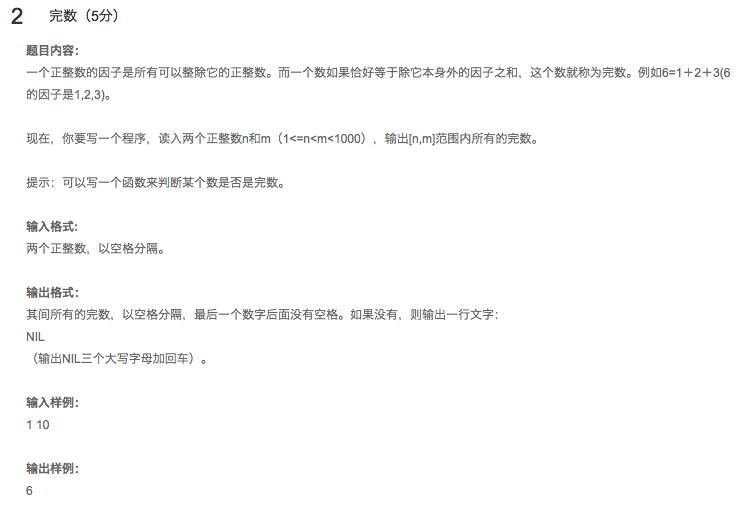 2 完数（5分）
题目内容：
一个正整数的因子是所有可以整除它的正整数。而一个数如果恰好等于除它本身外的因子之和，这个数就称为完数。例如6=1＋2＋3(6
的因子是1,2,3)。
现在，你要写一个程序，读入两个正整数n和m（1<=n<m<1000），输出[n,m]范围内所有的完数。
提示：可以写一个函数来判断某个数是否是完数。
输入格式:
两个正整数，以空格分隔。
输出格式：
其间所有的完数，以空格分隔，最后一个数字后面没有空格。如果没有，则输出一行文字：
NIL
（输出NIL三个大写字母加回车）。
输入样例：
1 10
输出样例：
6